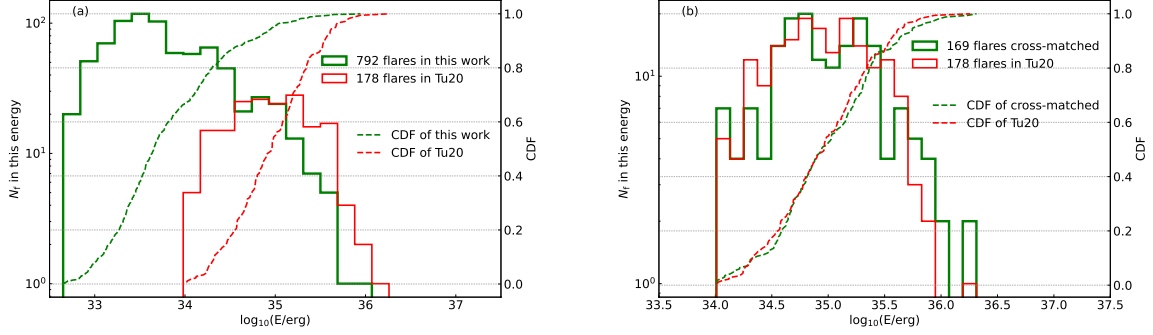 (a)
792 flares in this work
178 flares in Tu20
CDF of this work
CDF of Tu20
N_f in this energy
10²
10¹
10⁰
1.0
0.8
0.6
0.4
0.2
0.0
CDF
33 34 35 36 37
log₁₀(E/erg)
(b)
169 flares cross-matched
178 flares in Tu20
CDF of cross-matched
CDF of Tu20
N_f in this energy
10¹
10⁰
1.0
0.8
0.6
0.4
0.2
0.0
CDF
33.5 34.0 34.5 35.0 35.5 36.0 36.5 37.0 37.5
log₁₀(E/erg)